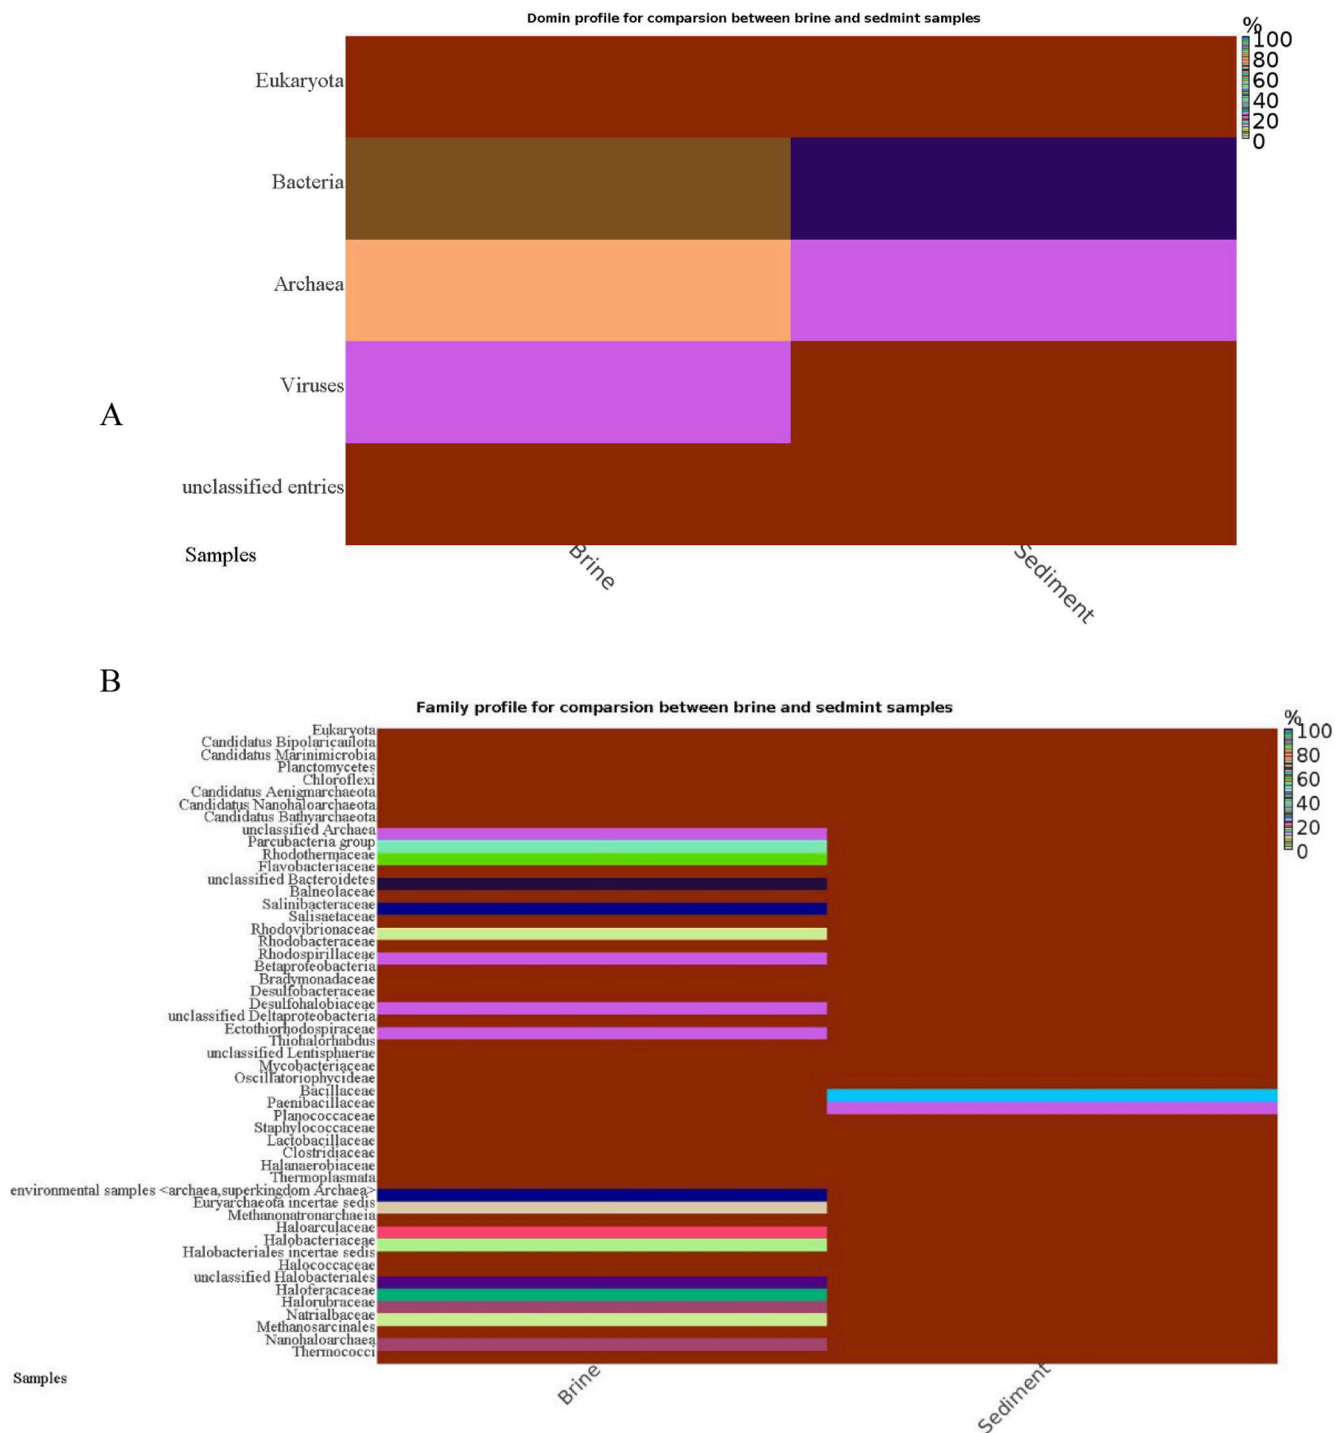 Domin profile for comparsion between brine and sedmint samples
%
100
80
60
40
20
0
Eukaryota
Bacteria
Archaea
Viruses
unclassified entries
A
Samples
Brine
Sediment
B
Family profile for comparsion between brine and sedmint samples
%
100
80
60
40
20
0
Eukaryota
Candidatus Bipolaricaulota
Candidatus Marinimicrobia
Planctomycetes
Chloroflexi
Candidatus Aenigmarchaeota
Candidatus Nanohaloarchaeota
Candidatus Bathyarchaeota
unclassified Archaea
Parcubacteria group
Rhodothermaceae
Flavobacteriaceae
unclassified Bacteroidetes
Balneolaceae
Salinibacteraceae
Salisaetaceae
Rhodovibrionaceae
Rhodobacteraceae
Rhodospirillaceae
Betaproteobacteria
Bradymonadaceae
Desulfobacteraceae
Desulfohalobiaceae
unclassified Deltaproteobacteria
Ectothiorhodospiraceae
Thiohalorhabdus
unclassified Lentisphaerae
Mycobacteriaceae
Oscillatoriophycideae
Bacillaceae
Paenibacillaceae
Planococcaceae
Staphylococcaceae
Lactobacillaceae
Clostridiaceae
Halanaerobiaceae
Thermoplasmata
environmental samples <archaea,superkingdom Archaea>
Euryarchaeota incertae sedis
Methanonatronarchaeia
Haloarculaceae
Halobacteriaceae
Halobacteriales incertae sedis
Halococcaceae
unclassified Halobacteriales
Haloferacaceae
Halorubraceae
Natrialbaceae
Methanosarcinales
Nanohaloarchaea
Thermococci
Samples
Brine
Sediment